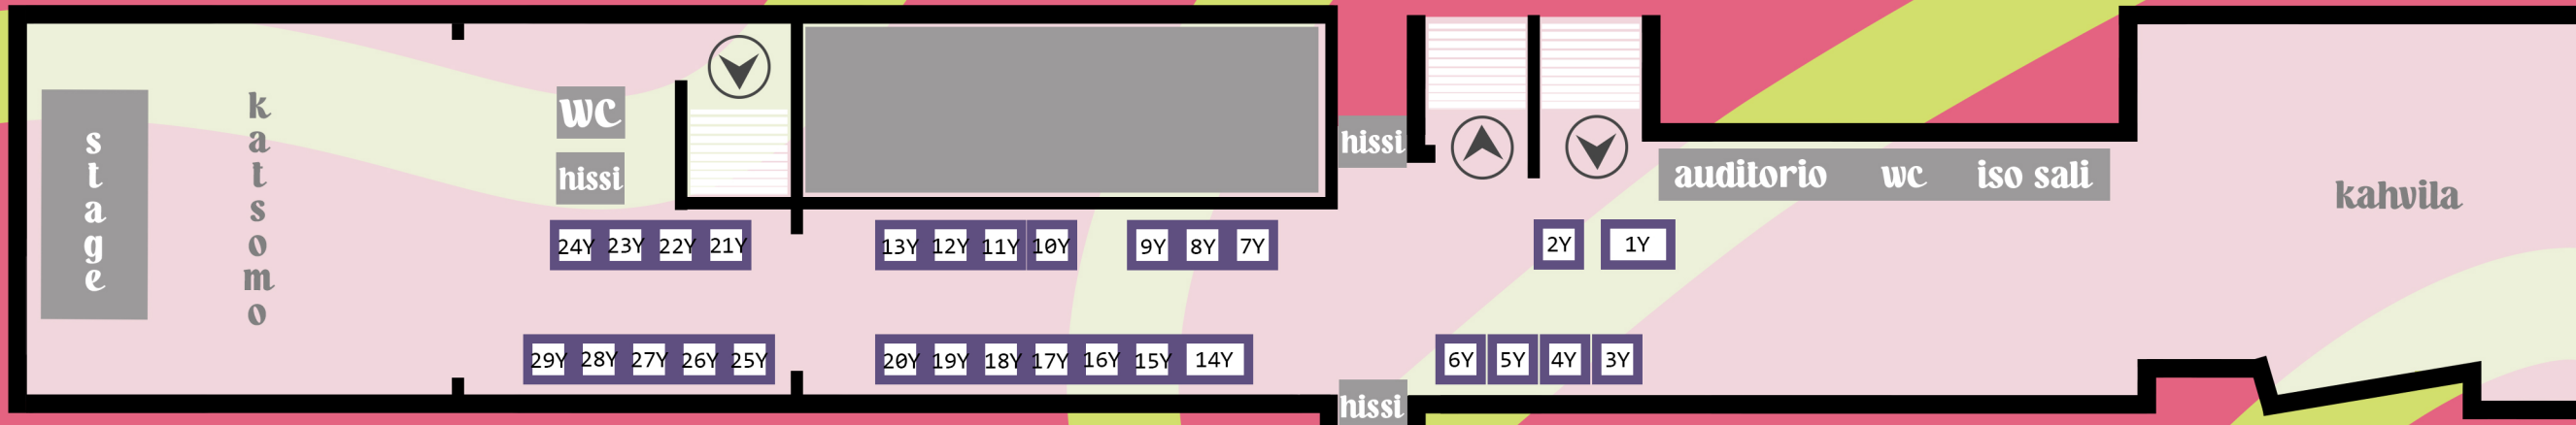 stage
katsomo
wc
hissi
24Y 23Y 22Y 21Y
29Y 28Y 27Y 26Y 25Y
13Y 12Y 11Y 10Y
9Y 8Y 7Y
20Y 19Y 18Y 17Y 16Y 15Y 14Y
hissi
hissi
2Y 1Y
6Y 5Y 4Y 3Y
auditorio wc iso sali
kahvila